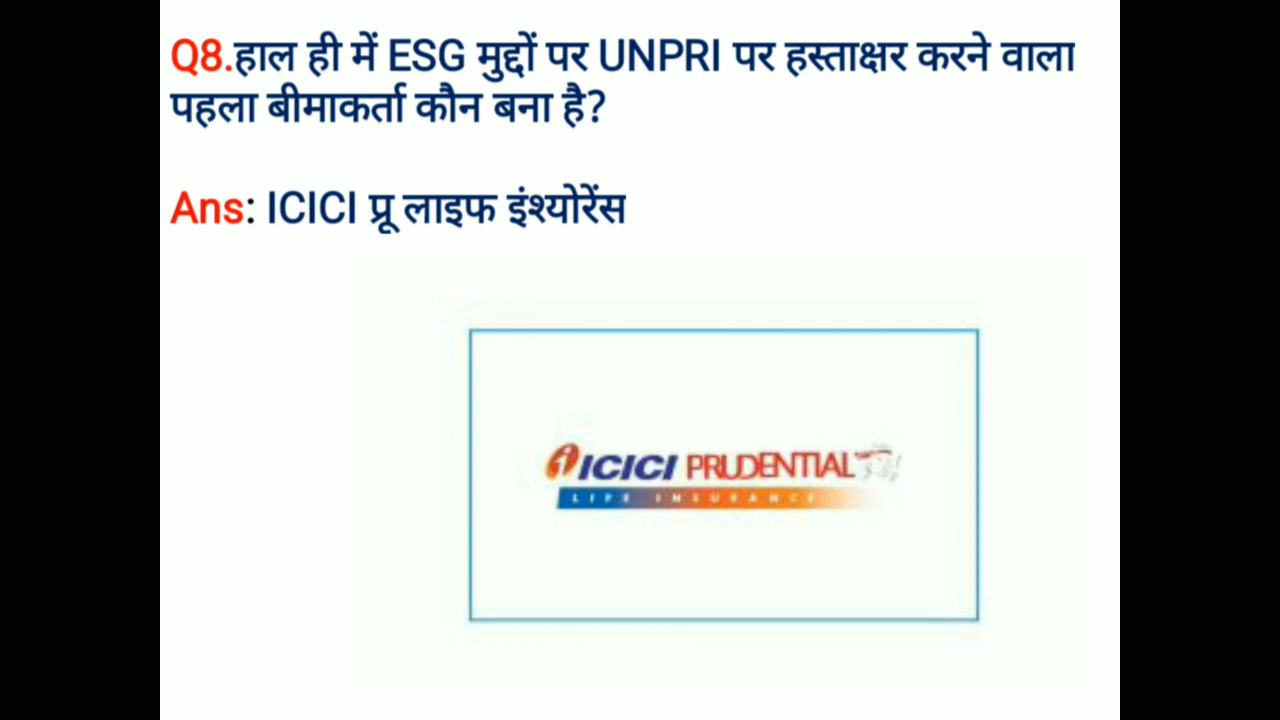 Q8.हाल ही में ESG मुद्दों पर UNPRI पर हस्ताक्षर करने वाला
पहला बीमाकर्ता कौन बना है?
Ans: ICICI प्रू लाइफ इंश्योरेंस
ICICI PRUDENTIAL
LIFE INSURANCE